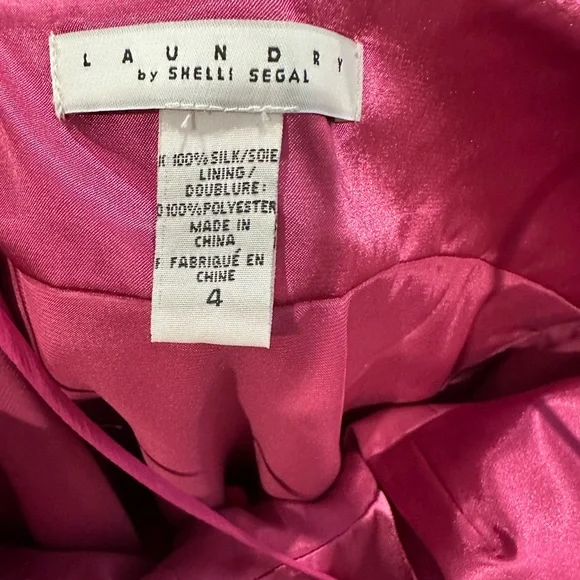 LAUNDRY
by SHELLI SEGAL
100% SILK/SOIE
LINING/
DOUBLURE:
100% POLYESTER
MADE IN
CHINA
FABRIQUÉ EN
CHINE
4